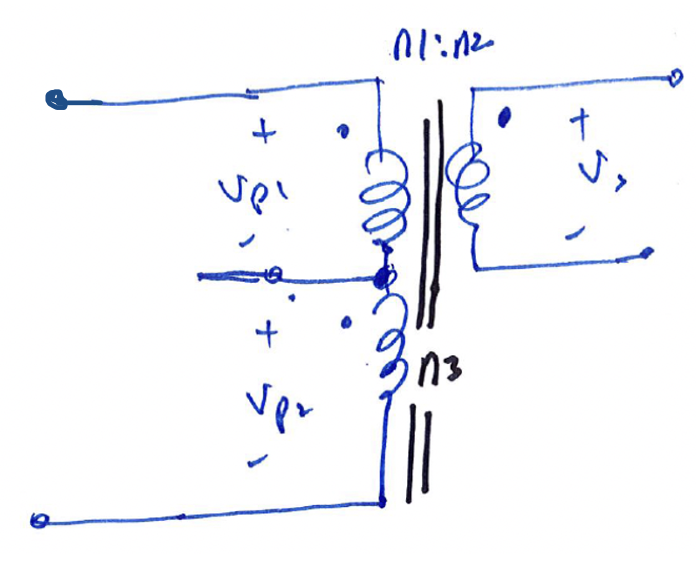 n1:n2
+
+
Vp1
Vs
-
-
+
n3
Vp2
-